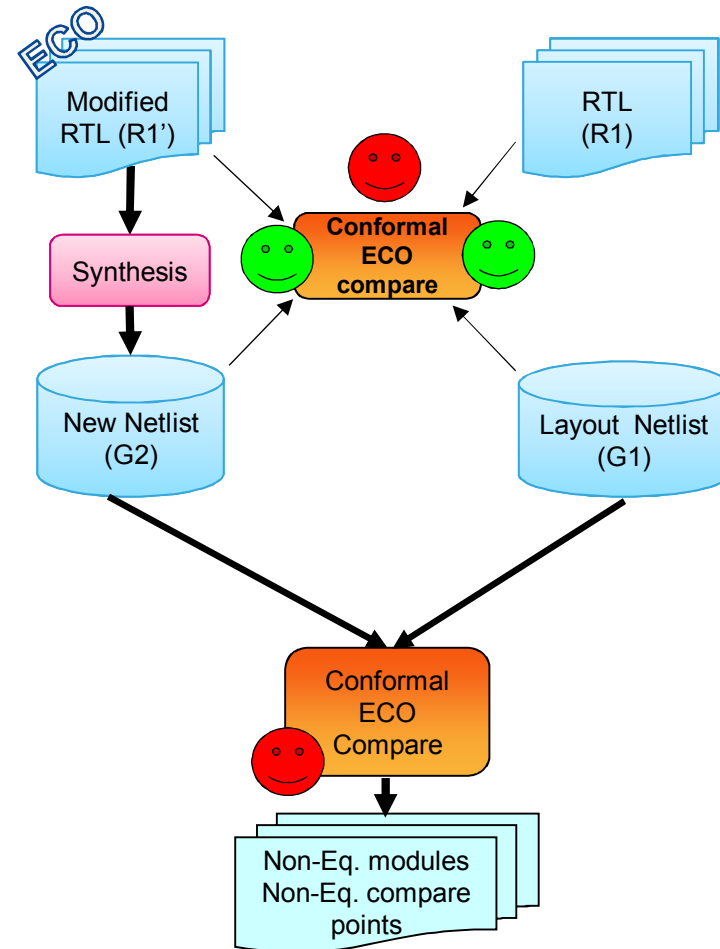 ECO
Modified
RTL (R1’)
RTL
(R1)
Conformal
ECO
compare
Synthesis
New Netlist
(G2)
Layout Netlist
(G1)
Conformal
ECO
Compare
Non-Eq. modules
Non-Eq. compare
points